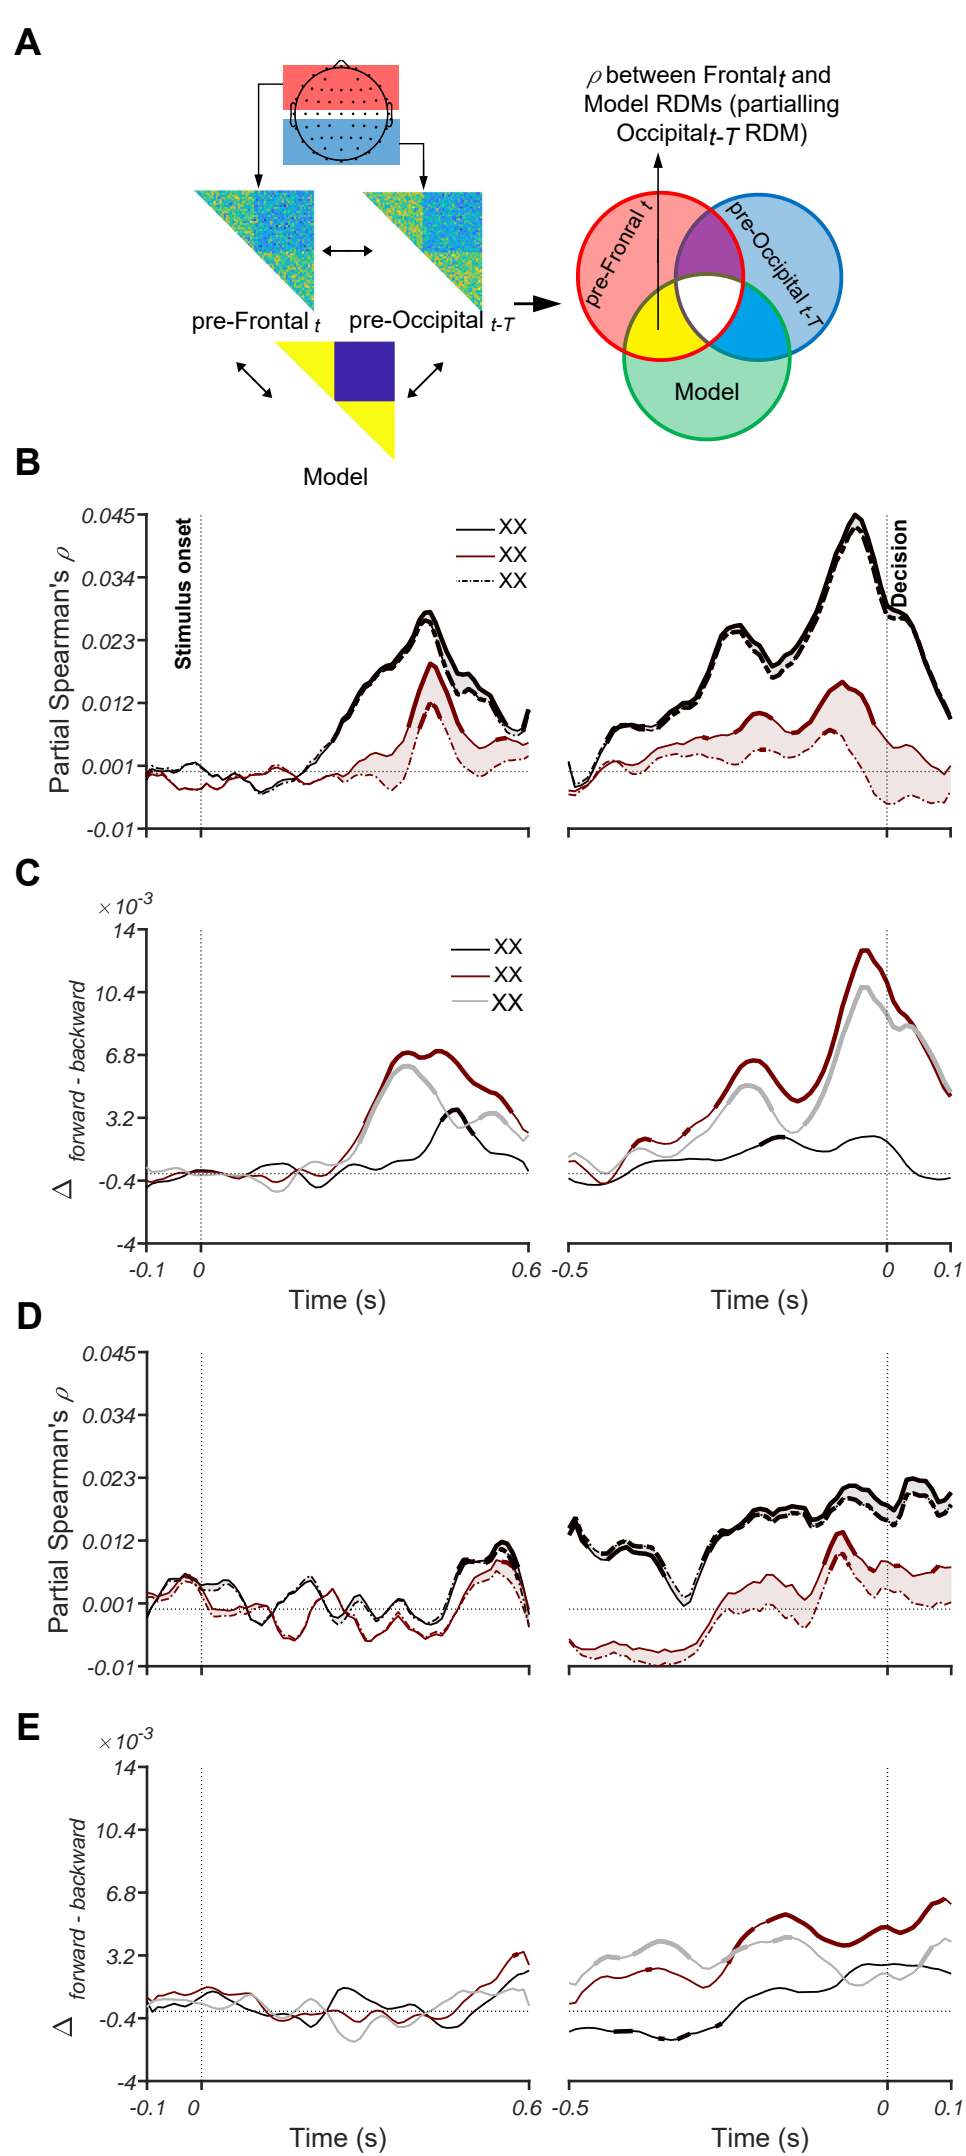 A
ρ between Frontalt and
Model RDMs (partialling
Occipitalt-T RDM)
pre-Fronral t
pre-Occipital t-T
Model
pre-Frontal t
pre-Occipital t-T
Model
B
Partial Spearman's ρ
0.045
0.034
0.023
0.012
0.001
-0.01
Stimulus onset
XX
XX
XX
Decision
C
×10-3
Δ forward - backward
14
10.4
6.8
3.2
-0.4
-4
XX
XX
XX
-0.1 0 0.6 -0.5 0 0.1
Time (s) Time (s)
D
Partial Spearman's ρ
0.045
0.034
0.023
0.012
0.001
-0.01
E
×10-3
Δ forward - backward
14
10.4
6.8
3.2
-0.4
-4
-0.1 0 0.6 -0.5 0 0.1
Time (s) Time (s)